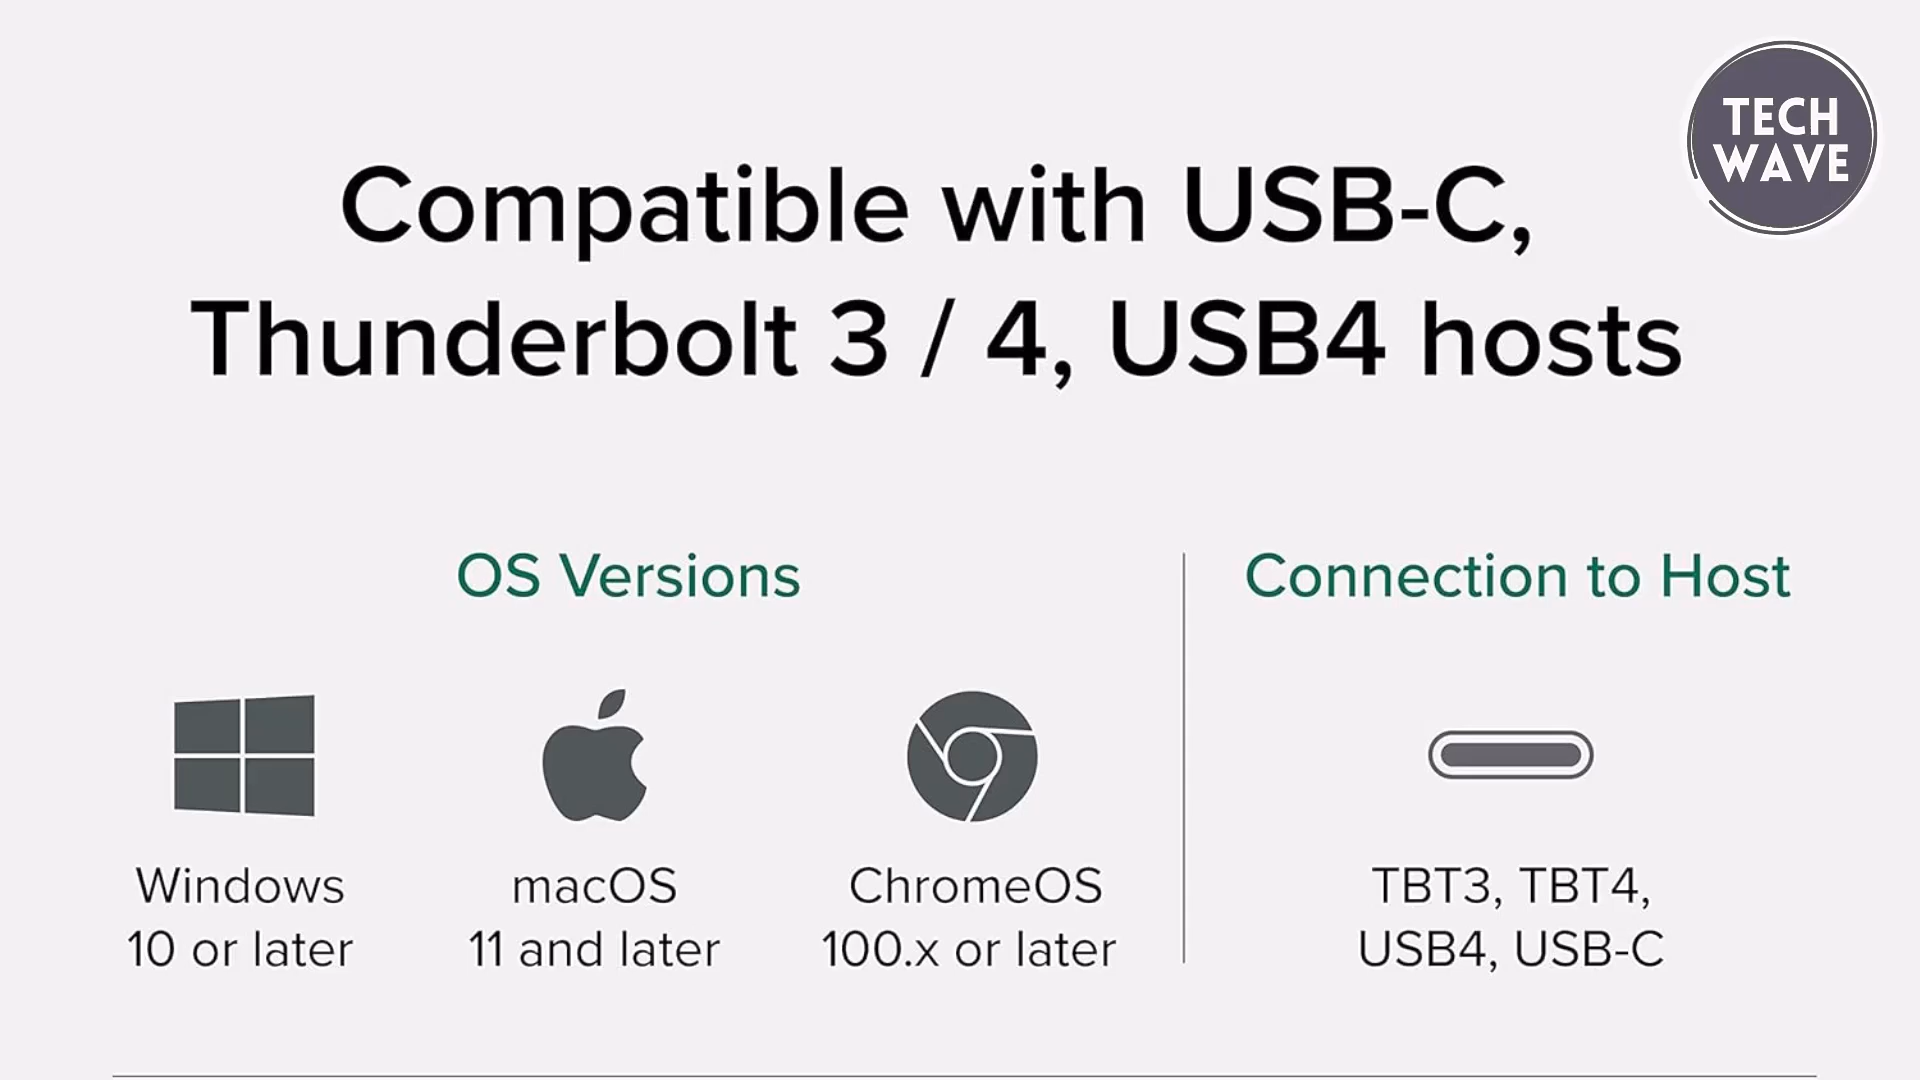 TECH
WAVE
Compatible with USB-C,
Thunderbolt 3 / 4, USB4 hosts
OS Versions
Windows
10 or later
macOS
11 and later
ChromeOS
100.x or later
Connection to Host
TBT3, TBT4,
USB4, USB-C